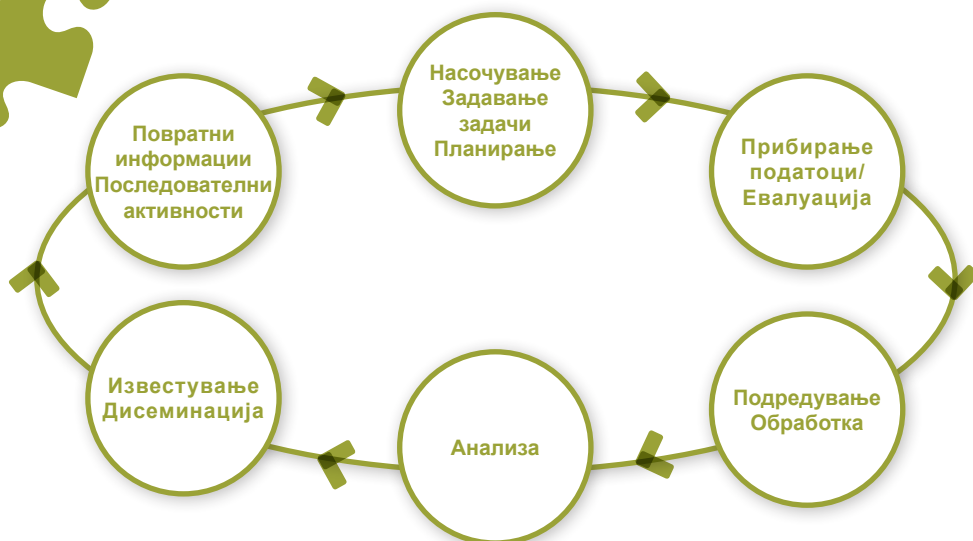 Насочување
Задавање
задачи
Планирање
Прибирање
податоци/
Евалуација
Подредување
Обработка
Анализа
Известување
Дисеминација
Повратни
информации
Последователни
активности